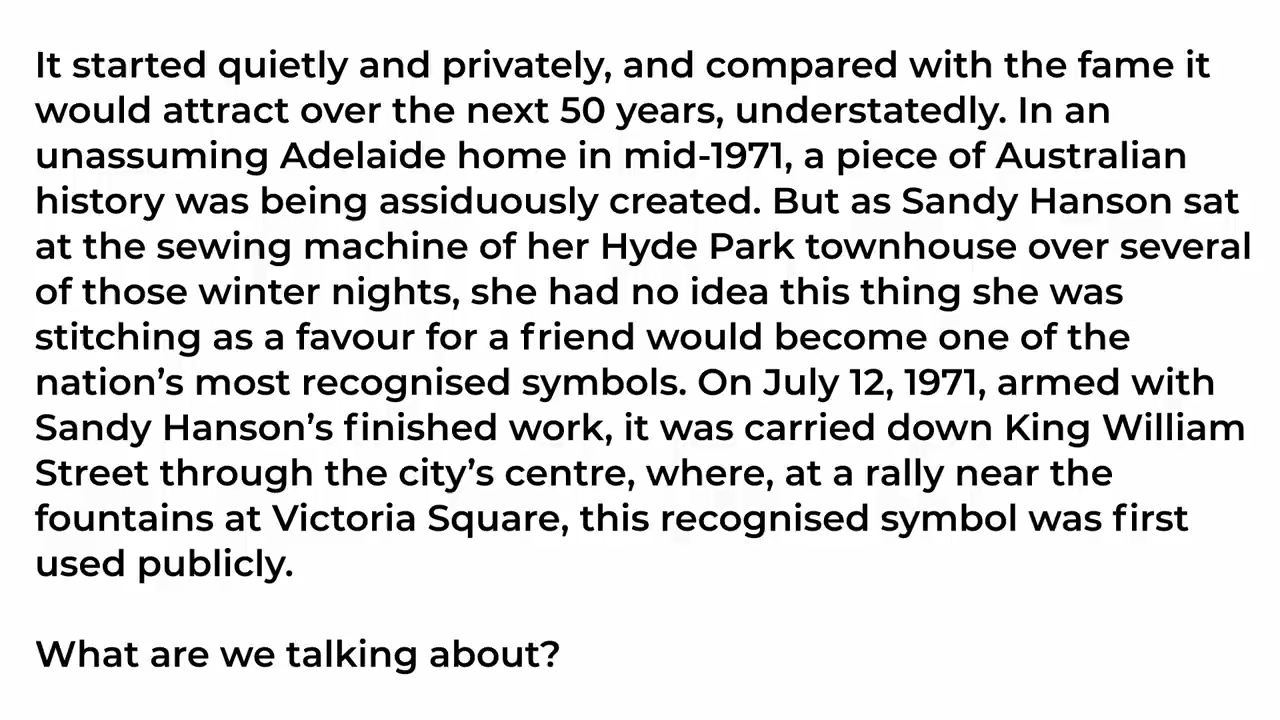 It started quietly and privately, and compared with the fame it
would attract over the next 50 years, understatedly. In an
unassuming Adelaide home in mid-1971, a piece of Australian
history was being assiduously created. But as Sandy Hanson sat
at the sewing machine of her Hyde Park townhouse over several
of those winter nights, she had no idea this thing she was
stitching as a favour for a friend would become one of the
nation’s most recognised symbols. On July 12, 1971, armed with
Sandy Hanson’s finished work, it was carried down King William
Street through the city’s centre, where, at a rally near the
fountains at Victoria Square, this recognised symbol was first
used publicly.
What are we talking about?